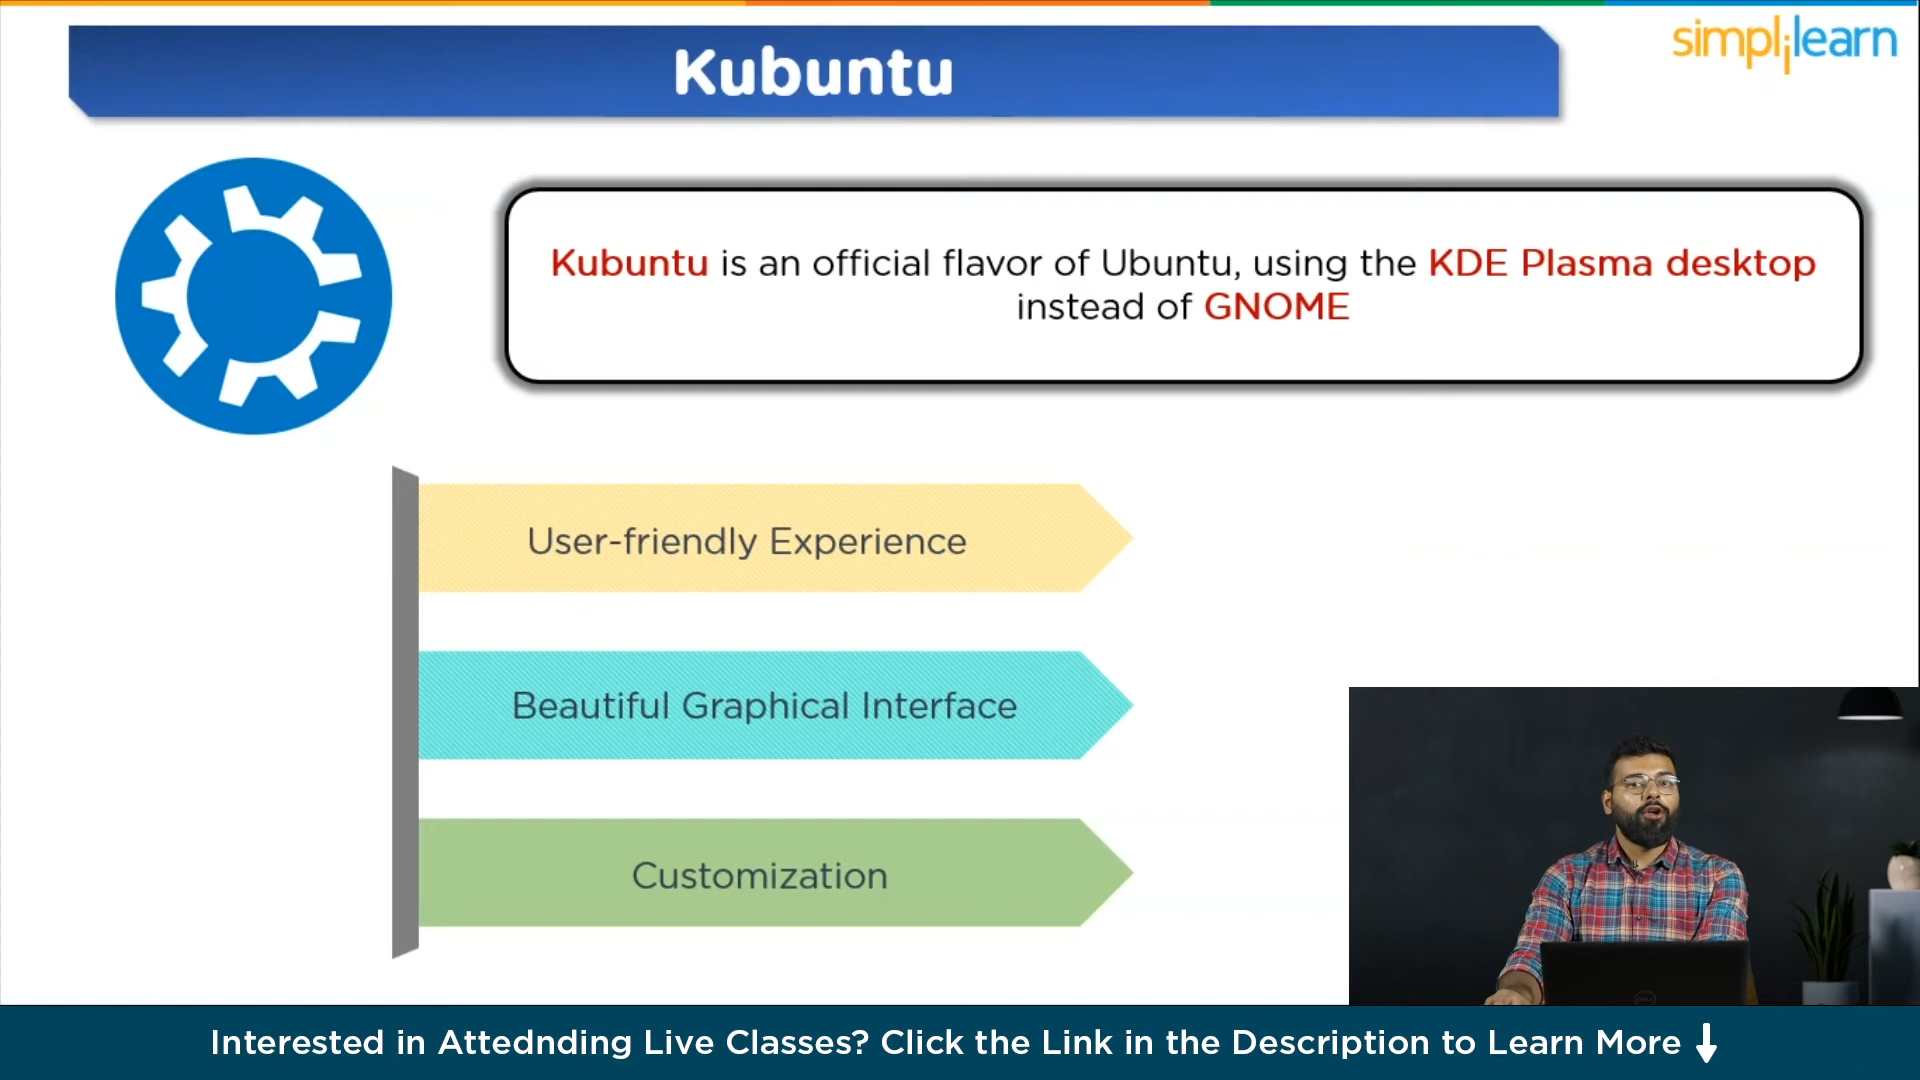 Kubuntu
simplilearn
Kubuntu is an official flavor of Ubuntu, using the KDE Plasma desktop
instead of GNOME
User-friendly Experience
Beautiful Graphical Interface
Customization
Interested in Attednding Live Classes? Click the Link in the Description to Learn More